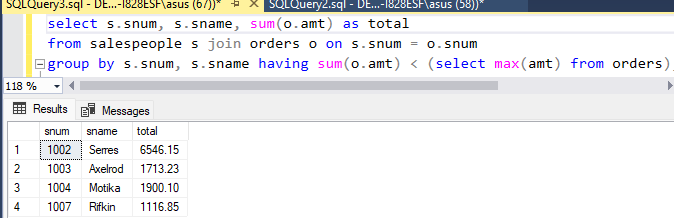 SQLQuery3.sql - DE...-I828ESF\asus (67))*
SQLQuery2.sql - DE...-I828ESF\asus (58))*
select s.snum, s.sname, sum(o.amt) as total
from salespeople s join orders o on s.snum = o.snum
group by s.snum, s.sname having sum(o.amt) < (select max(amt) from orders)
118 %
Results Messages
snum sname total
1 1002 Serres 6546.15
2 1003 Axelrod 1713.23
3 1004 Motika 1900.10
4 1007 Rifkin 1116.85